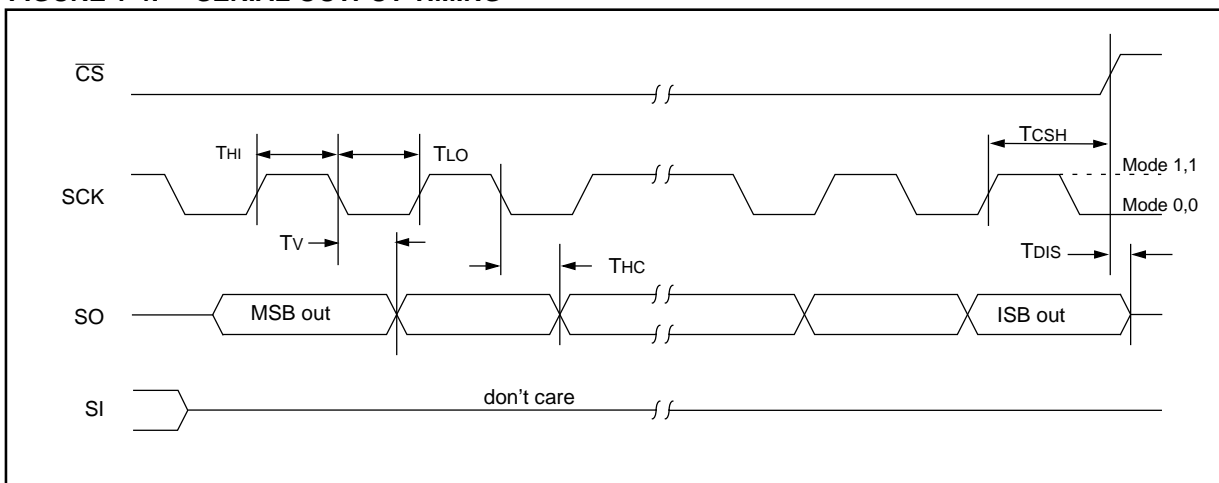 CS
TCSH
THI
TLO
Mode 1,1
SCK
Mode 0,0
TV
THC
TDIS
SO
MSB out
ISB out
SI
don't care